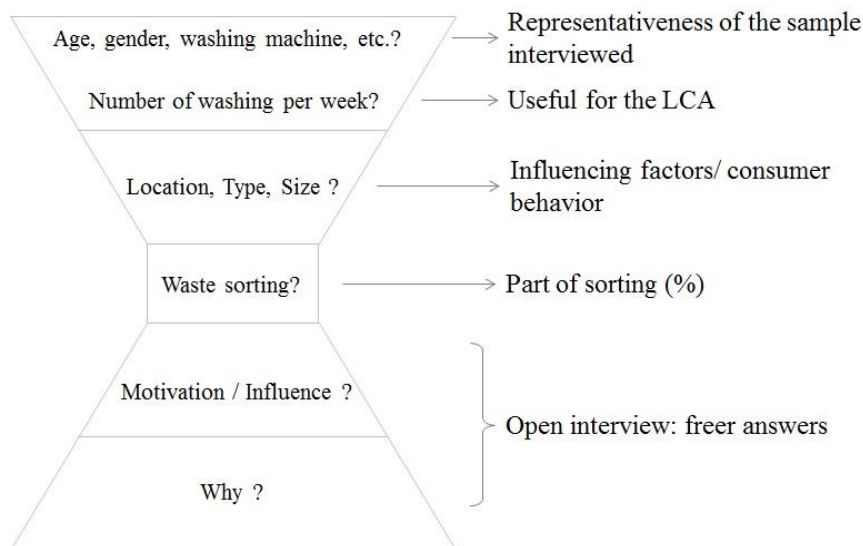 Age, gender, washing machine, etc.?
Representativeness of the sample
interviewed
Number of washing per week?
Useful for the LCA
Location, Type, Size ?
Influencing factors/ consumer
behavior
Waste sorting?
Part of sorting (%)
Motivation / Influence ?
Open interview: freer answers
Why ?